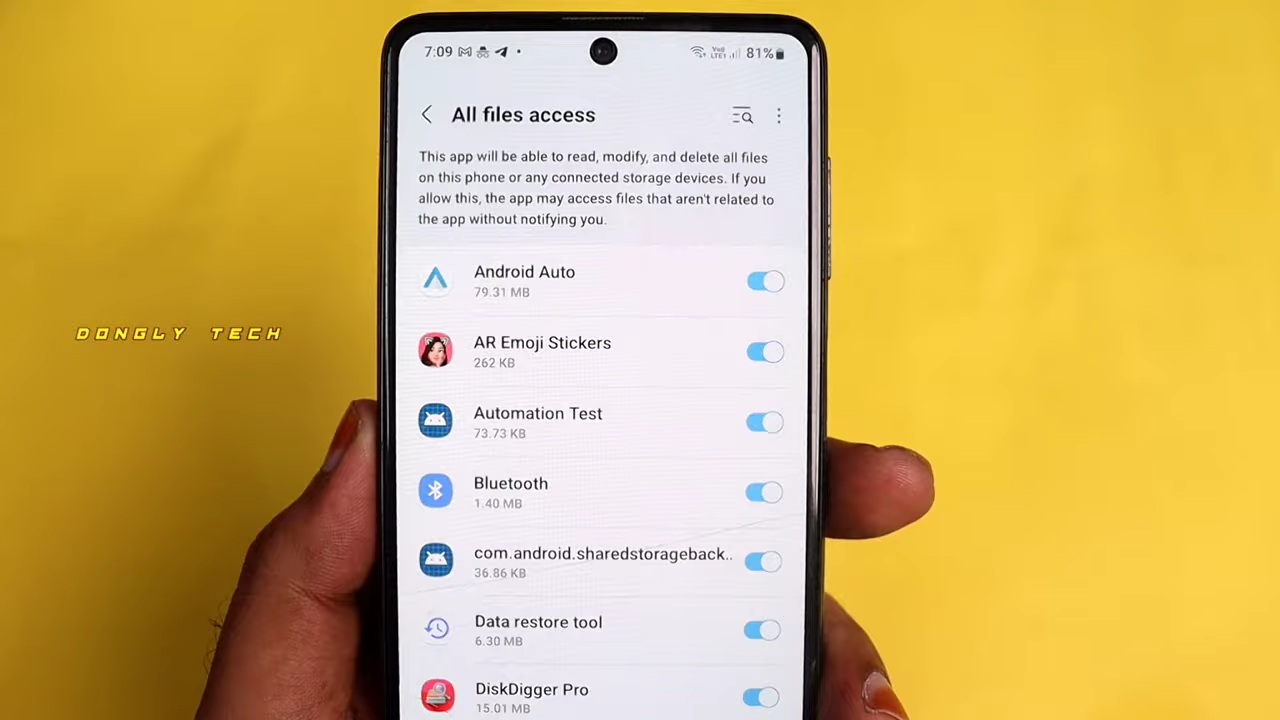 7:09
VoI) LTE1 81%
All files access
This app will be able to read, modify, and delete all files
on this phone or any connected storage devices. If you
allow this, the app may access files that aren't related to
the app without notifying you.
Android Auto
79.31 MB
AR Emoji Stickers
262 KB
DONGLY TECH
Automation Test
73.73 KB
Bluetooth
1.40 MB
com.android.sharedstorageback..
36.86 KB
Data restore tool
6.30 MB
DiskDigger Pro
15.01 MB